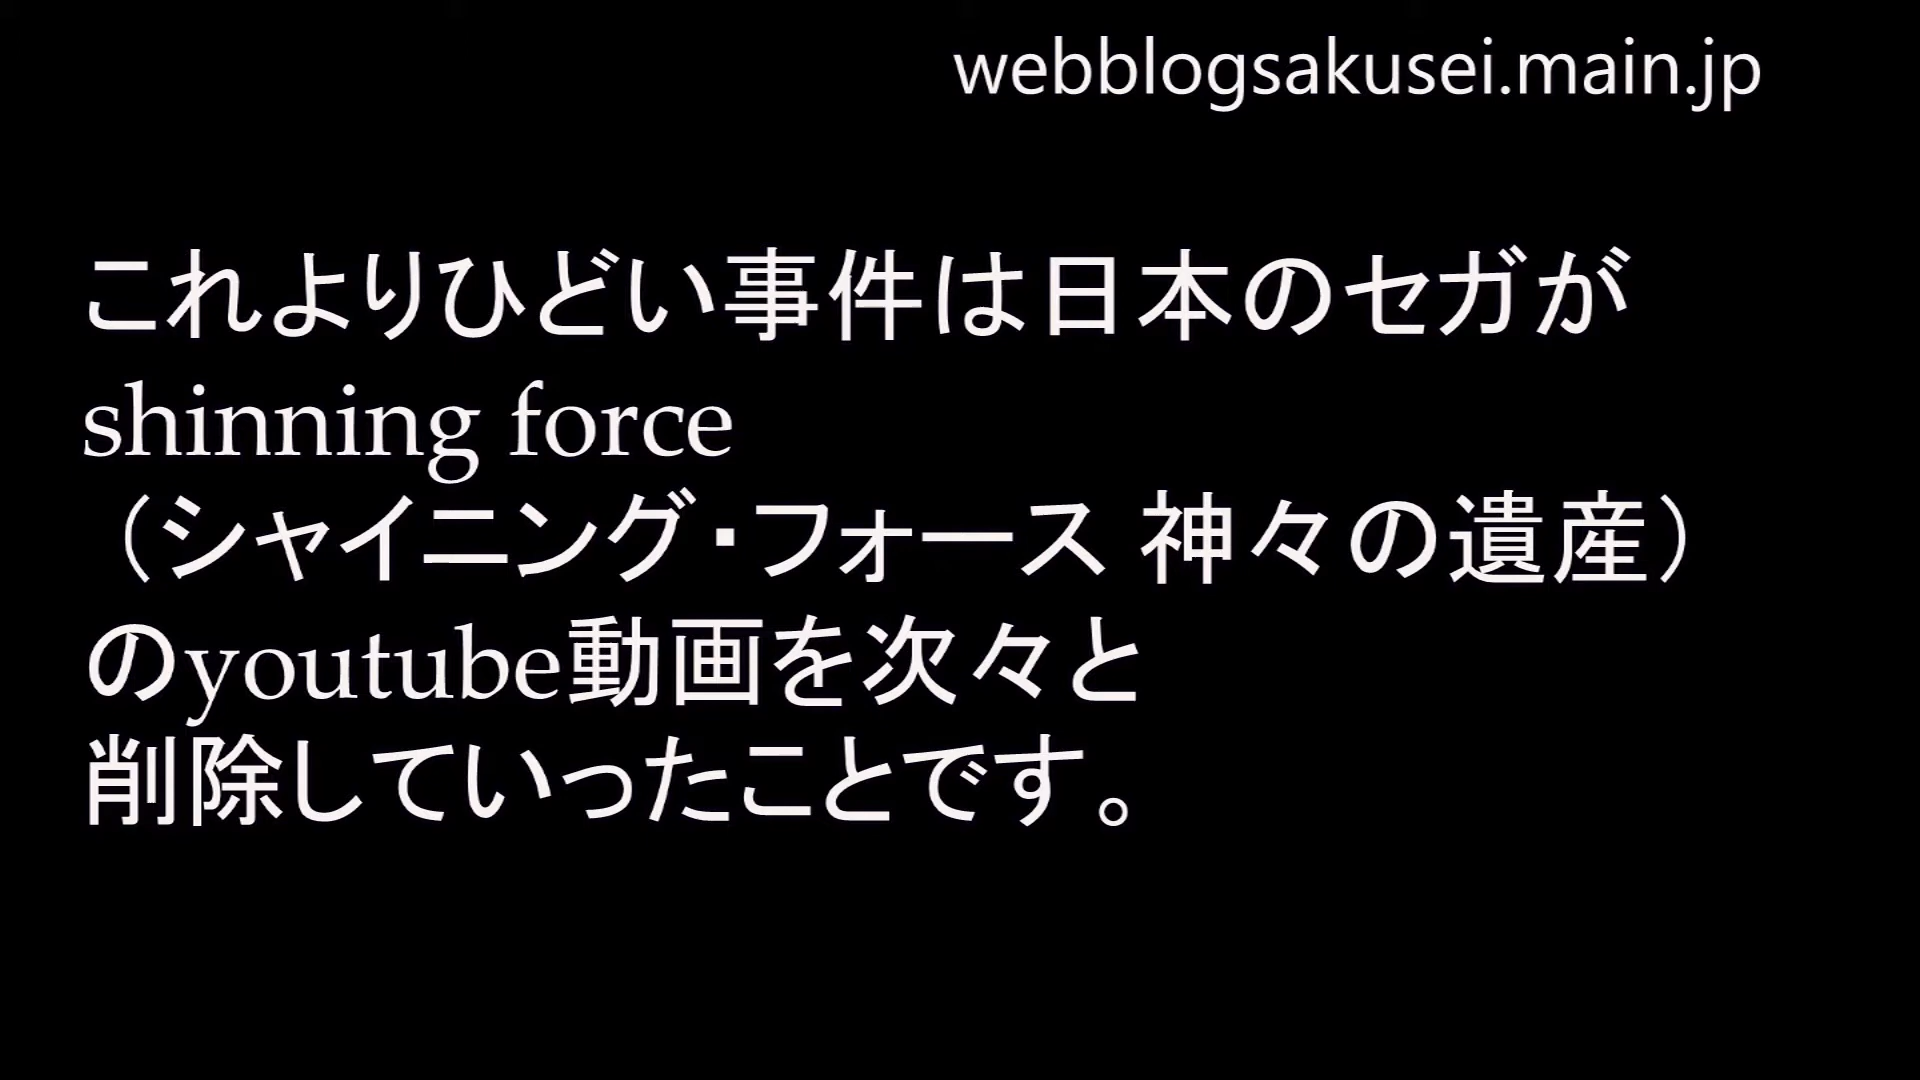 webblogsakusei.main.jp
これよりひどい事件は日本のセガが
shinning force
（シャイニング・フォース 神々の遺産）
のyoutube動画を次々と
削除していったことです。